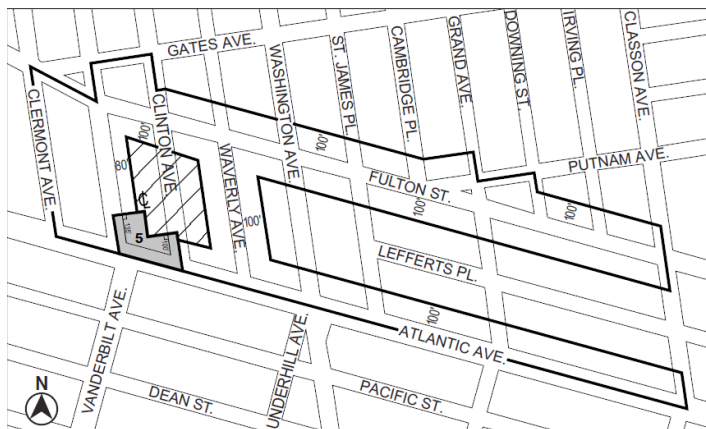 GATES AVE.
CLERMONT AVE.
CLINTON AVE.
WAVERLY AVE.
WASHINGTON AVE.
ST. JAMES PL.
CAMBRIDGE PL.
GRAND AVE.
DOWNING ST.
IRVING PL.
CLASSON AVE.
PUTNAM AVE.
FULTON ST.
LEFFERTS PL.
ATLANTIC AVE.
VANDERBILT AVE.
UNDERHILL AVE.
DEAN ST.
PACIFIC ST.
100'
80'
100'
100'
100'
100'
100'
5
N